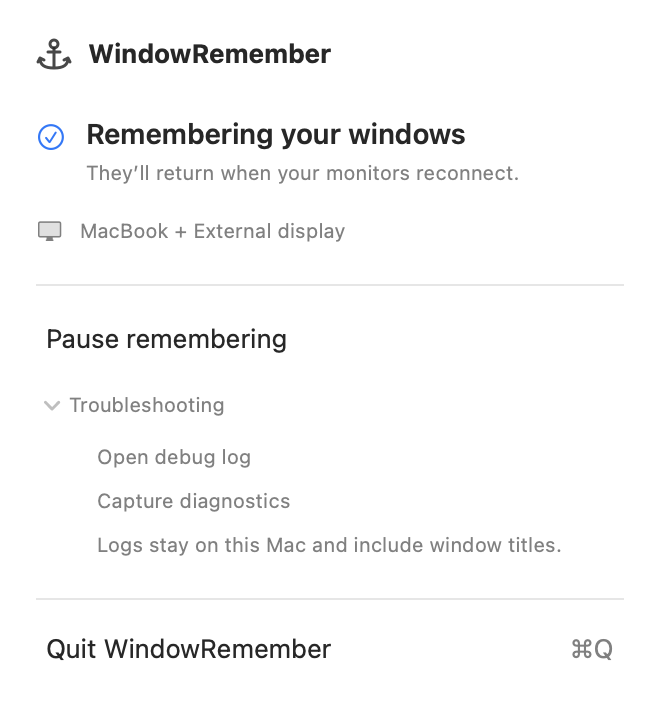 WindowRemember
Remembering your windows
They’ll return when your monitors reconnect.
MacBook + External display
Pause remembering
Troubleshooting
Open debug log
Capture diagnostics
Logs stay on this Mac and include window titles.
Quit WindowRemember ⌘Q